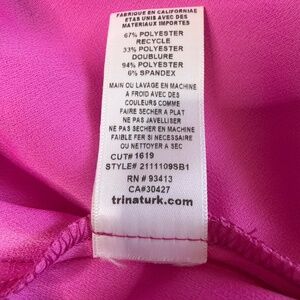 FABRIQUE EN CALIFORNIAE
ETATS UNIS AVEC DES
MATERIAUX IMPORTES
67% POLYESTER
RECYCLE
33% POLYESTER
DOUBLURE
94% POLYESTER
6% SPANDEX
MAIN OU LAVAGE EN MACHINE
A FROID AVEC DES
COULEURS COMME
FAIRE SECHER A PLAT
NE PAS JAVELLISER
NE PAS SECHER EN MACHINE
FAIBLE FER SI NECESSAIRE
OU NETTOYER A SEC
CUT# 1619
STYLE# 2111109SB1
RN # 93413
CA#30427
trinaturk.com